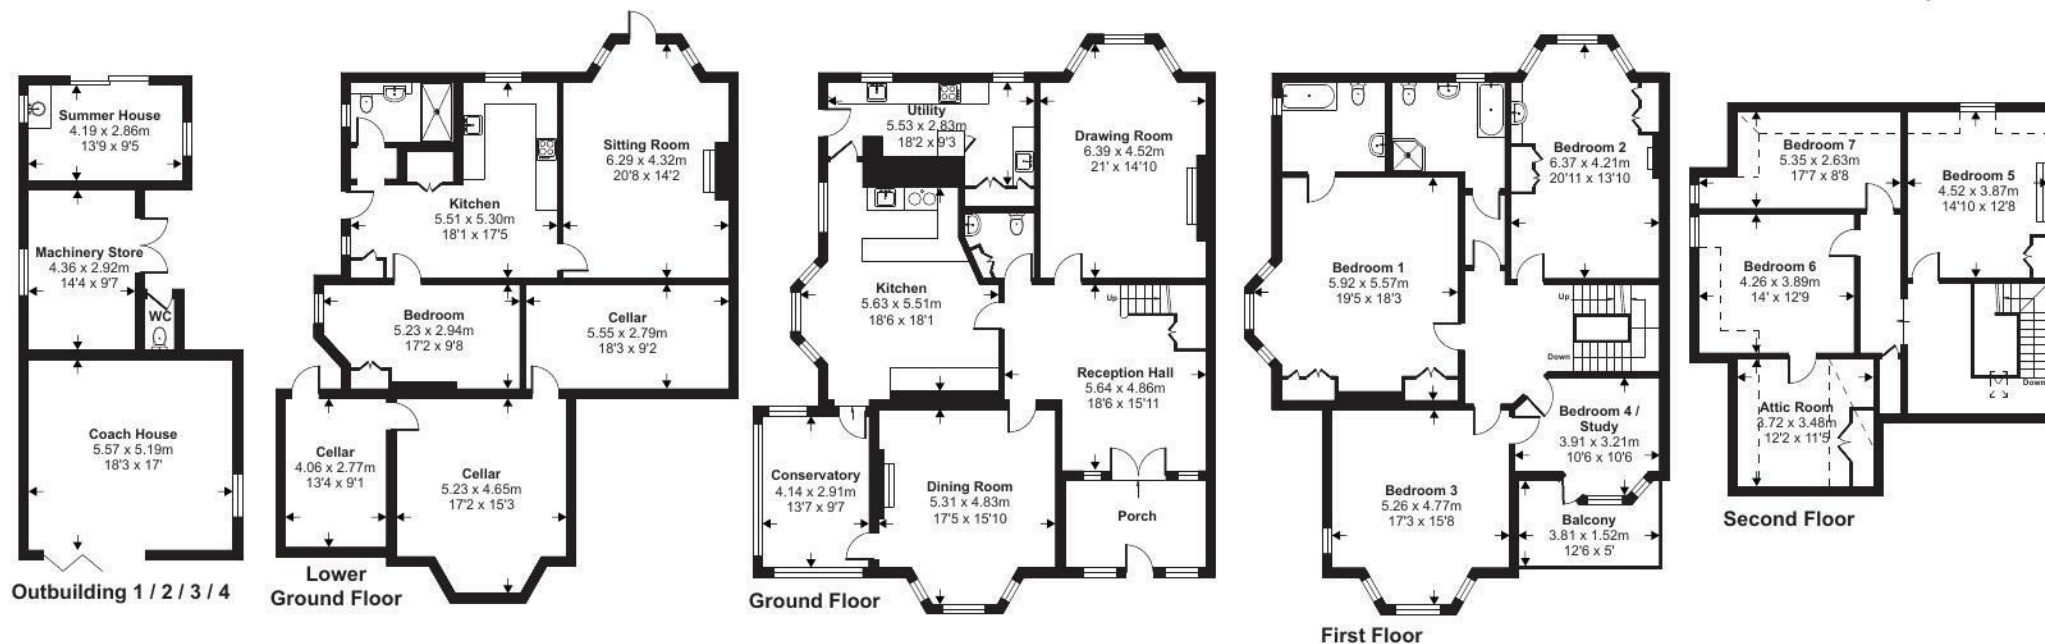 Summer House
4.19 x 2.86m
13'9 x 9'5
Machinery Store
4.36 x 2.92m
14'4 x 9'7
WC
Coach House
5.57 x 5.19m
18'3 x 17'
Outbuilding 1 / 2 / 3 / 4
Sitting Room
6.29 x 4.32m
20'8 x 14'2
Kitchen
5.51 x 5.30m
18'1 x 17'5
Bedroom
5.23 x 2.94m
17'2 x 9'8
Cellar
5.55 x 2.79m
18'3 x 9'2
Cellar
4.06 x 2.77m
13'4 x 9'1
Cellar
5.23 x 4.65m
17'2 x 15'3
Lower
Ground Floor
Utility
5.53 x 2.83m
18'2 x 9'3
Drawing Room
6.39 x 4.52m
21' x 14'10
Kitchen
5.63 x 5.51m
18'6 x 18'1
Up
Reception Hall
5.64 x 4.86m
18'6 x 15'11
Conservatory
4.14 x 2.91m
13'7 x 9'7
Dining Room
5.31 x 4.83m
17'5 x 15'10
Porch
Ground Floor
Bedroom 2
6.37 x 4.21m
20'11 x 13'10
Bedroom 1
5.92 x 5.57m
19'5 x 18'3
Up
Down
Bedroom 4 /
Study
3.91 x 3.21m
10'6 x 10'6
Bedroom 3
5.26 x 4.77m
17'3 x 15'8
Balcony
3.81 x 1.52m
12'6 x 5'
First Floor
Bedroom 7
5.35 x 2.63m
17'7 x 8'8
Bedroom 5
4.52 x 3.87m
14'10 x 12'8
Bedroom 6
4.26 x 3.89m
14' x 12'9
Down
Attic Room
3.72 x 3.48m
12'2 x 11'5
Second Floor